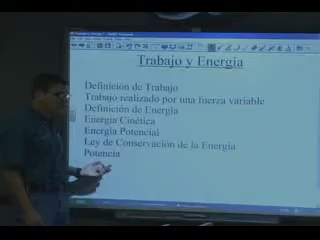 Trabajo y Energía
Definición de Trabajo
Trabajo realizado por una fuerza variable
Definición de Energía
Energía Cinética
Energía Potencial
Ley de Conservación de la Energía
Potencia